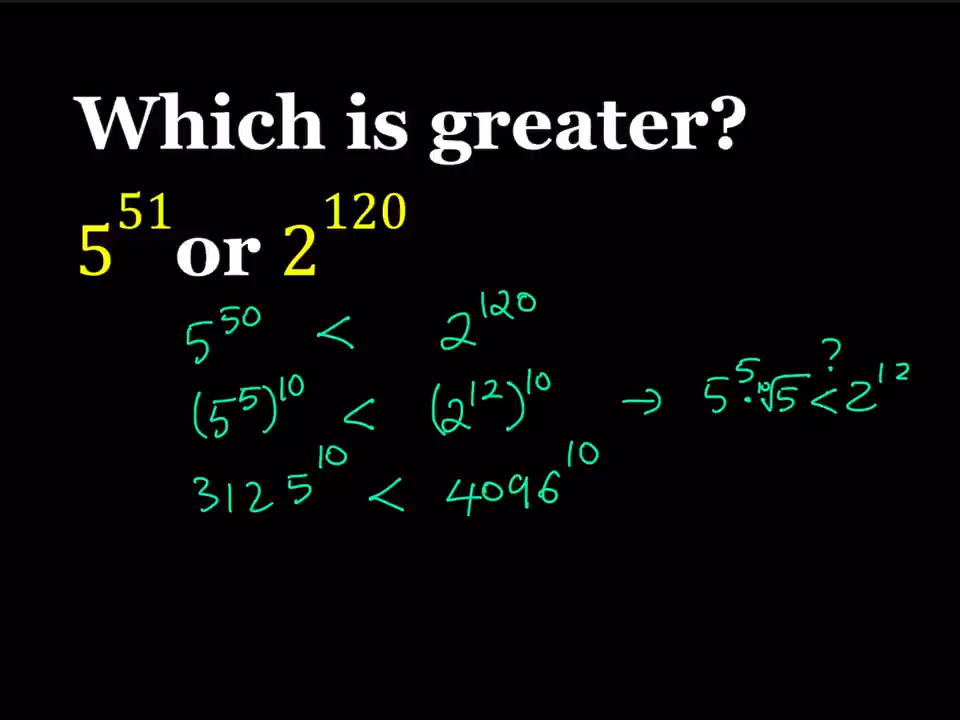 Which is greater?
5^51 or 2^120
5^50 < 2^120
(5^5)^10 < (2^12)^10 → 5^5 · ¹⁰√5 <? 2^12
3125^10 < 4096^10